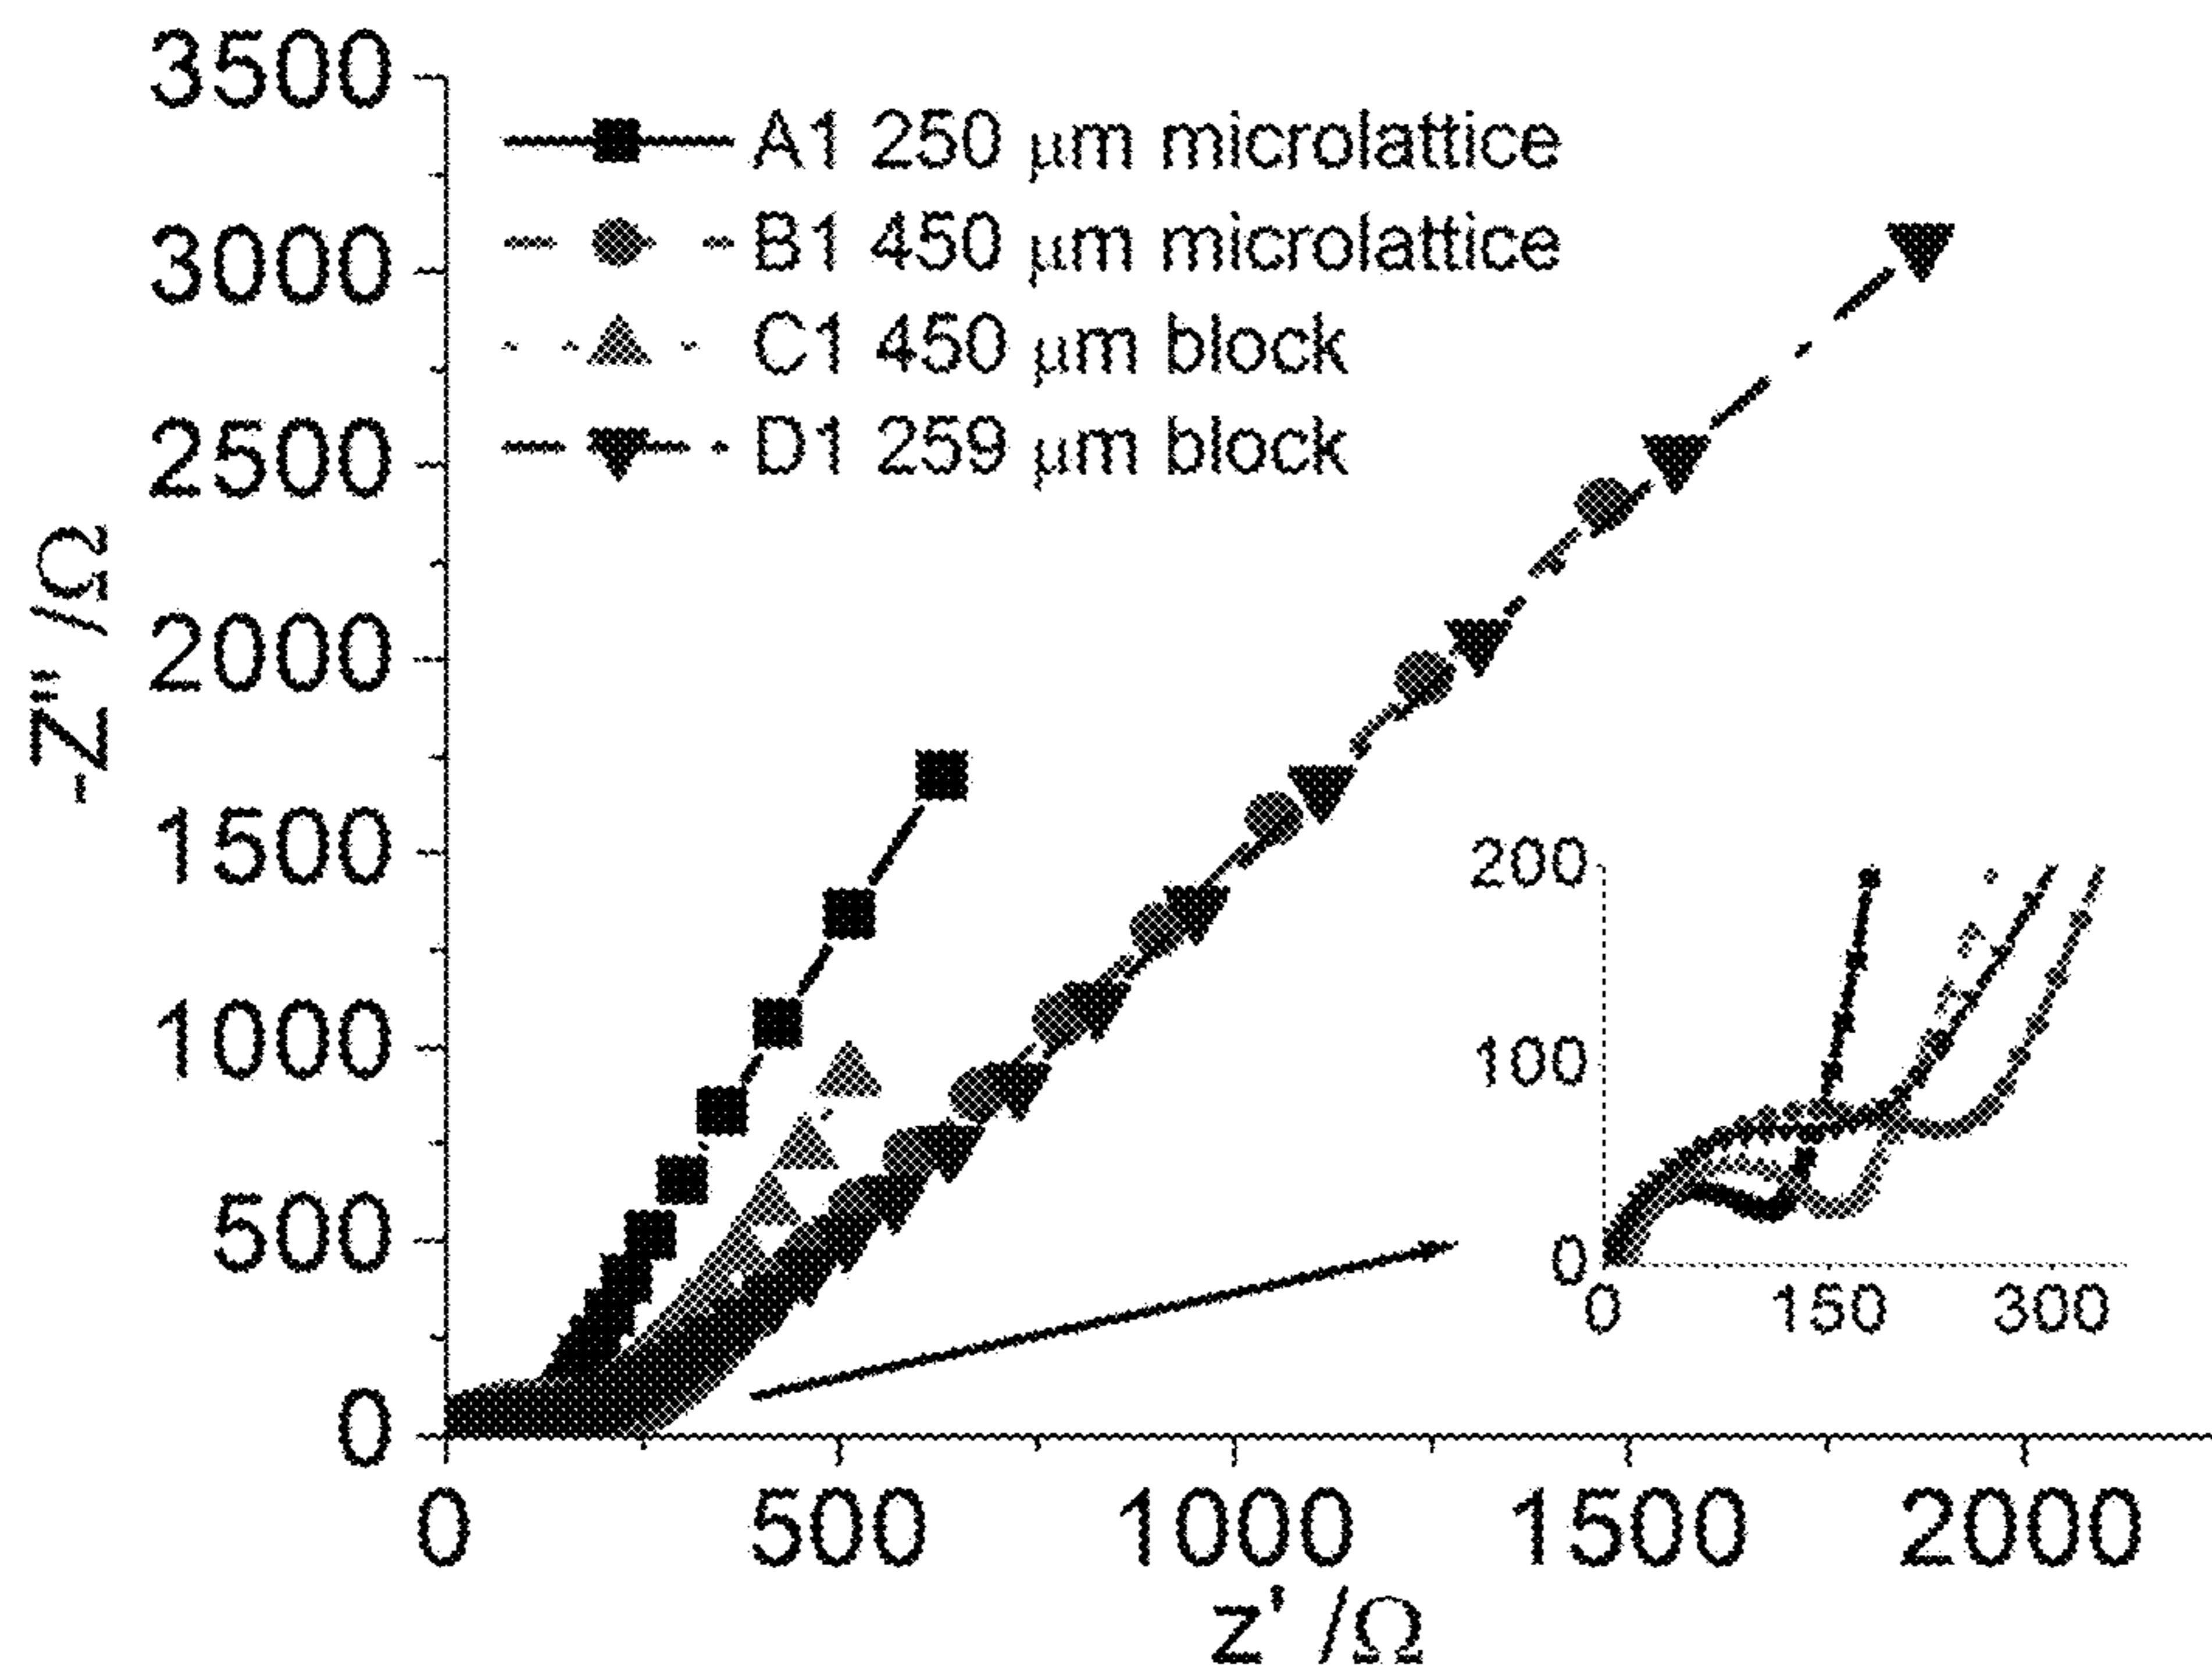 3500
3000
2500
2000
1500
1000
500
0
-Z'' /Ω
A1 250 μm microlattice
B1 450 μm microlattice
C1 450 μm block
D1 259 μm block
200
100
0
0 150 300
0 500 1000 1500 2000
z' /Ω